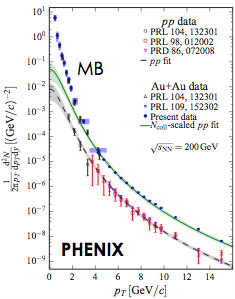 pp data
PRL 104, 132301
PRL 98, 012002
PRD 86, 072008
pp fit
MB
Au+Au data
PRL 104, 132301
PRL 109, 152302
Present data
N_coll-scaled pp fit
√s_NN = 200 GeV
PHENIX
10
1
10⁻¹
10⁻²
10⁻³
10⁻⁴
10⁻⁵
10⁻⁶
10⁻⁷
10⁻⁸
10⁻⁹
1/(2πp_T) d²N/(dp_T dy) [(GeV/c)⁻²]
0 2 4 6 8 10 12 14
p_T [GeV/c]